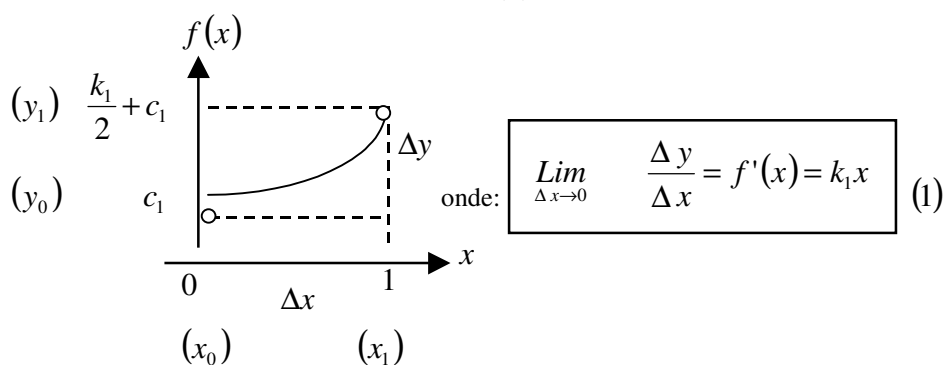 f(x)
(y₁) k₁/2 + c₁
Δy
(y₀) c₁
onde: Lim Δx→0 Δy/Δx = f'(x) = k₁x (1)
x
0 Δx 1
(x₀) (x₁)